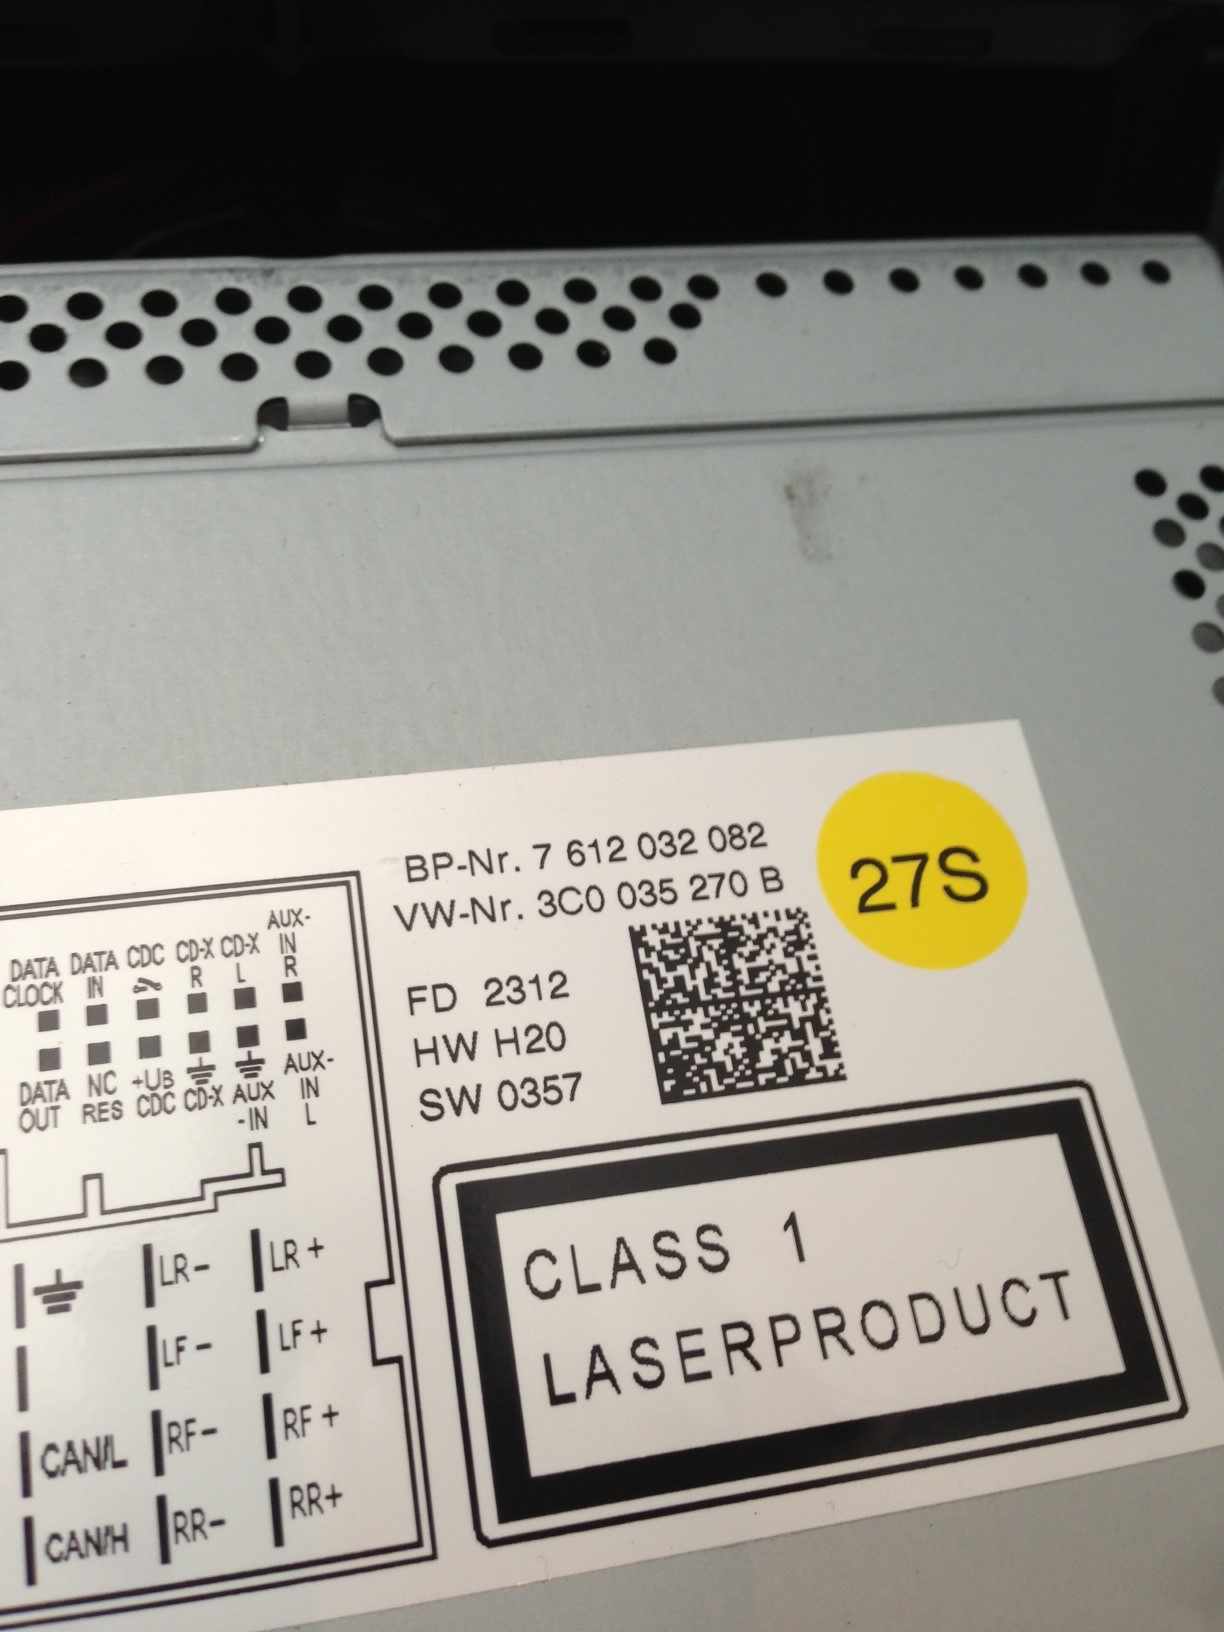 BP-Nr. 7 612 032 082
VW-Nr. 3C0 035 270 B
27S
FD 2312
HW H20
SW 0357
DATA CLOCK
DATA IN
CDC
CD-X R
CD-X L
AUX-IN R
DATA OUT
NC RES
+UB CDC
CD-X
AUX-IN
AUX-IN L
LR-
LR+
LF-
LF+
CAN/L
RF-
RF+
CAN/H
RR-
RR+
CLASS 1
LASERPRODUCT